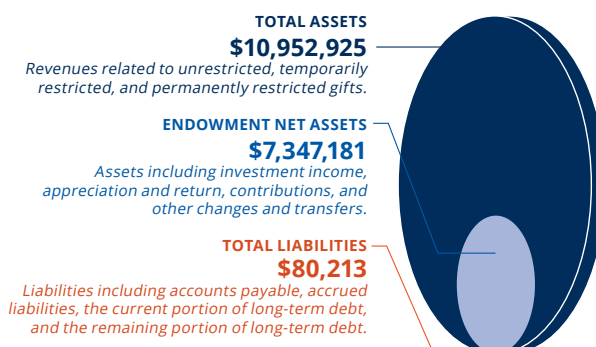 TOTAL ASSETS
$10,952,925
Revenues related to unrestricted, temporarily
restricted, and permanently restricted gifts.
ENDOWMENT NET ASSETS
$7,347,181
Assets including investment income,
appreciation and return, contributions, and
other changes and transfers.
TOTAL LIABILITIES
$80,213
Liabilities including accounts payable, accrued
liabilities, the current portion of long-term debt,
and the remaining portion of long-term debt.